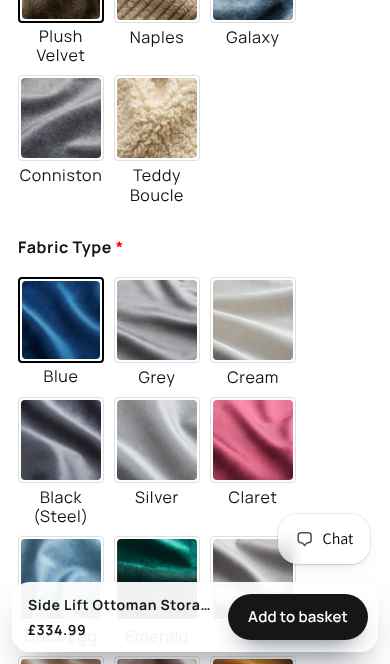 Plush
Velvet
Naples
Galaxy
Conniston
Teddy
Boucle
Fabric Type *
Blue
Grey
Cream
Black
(Steel)
Silver
Claret
Chat
Side Lift Ottoman Stora...
£334.99
Add to basket
Emerald